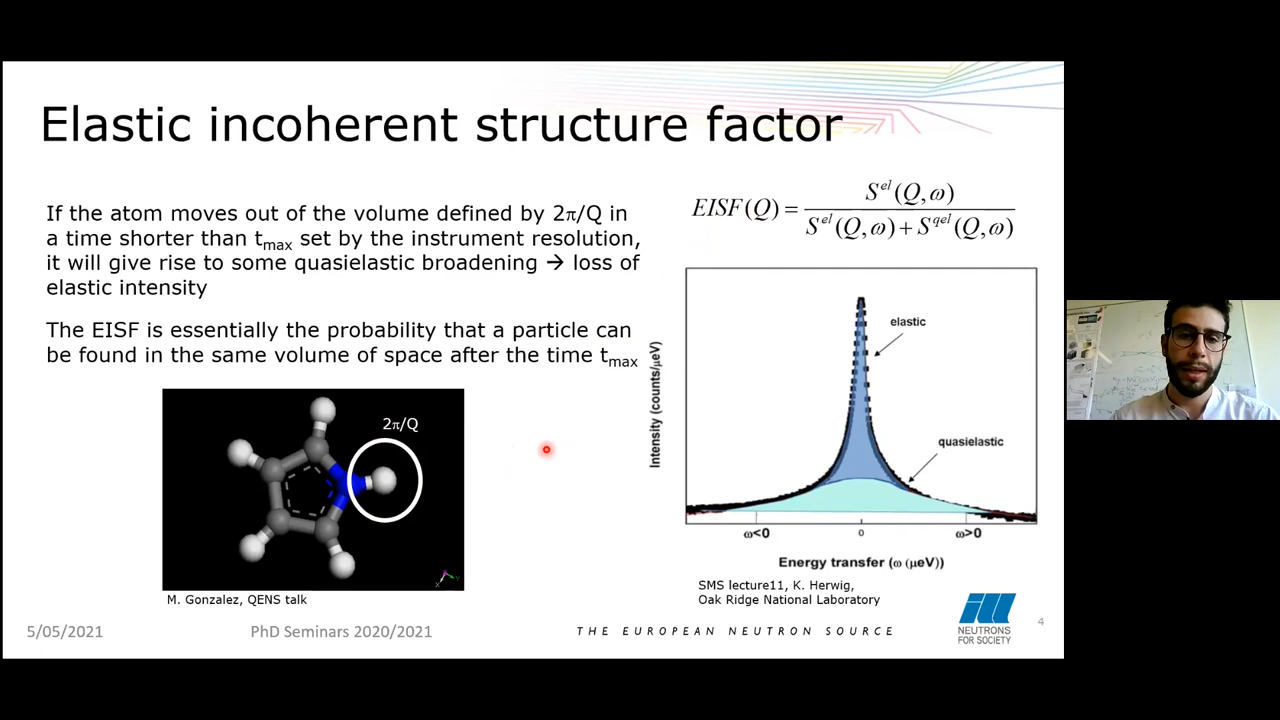 Elastic incoherent structure factor
If the atom moves out of the volume defined by 2π/Q in
a time shorter than tmax set by the instrument resolution,
it will give rise to some quasielastic broadening → loss of
elastic intensity
The EISF is essentially the probability that a particle can
be found in the same volume of space after the time tmax
2π/Q
M. Gonzalez, QENS talk
EISF(Q) = S^el(Q,ω) / (S^el(Q,ω) + S^qel(Q,ω))
Intensity (counts/μeV)
elastic
quasielastic
ω<0
0
ω>0
Energy transfer (ω (μeV))
SMS lecture11, K. Herwig,
Oak Ridge National Laboratory
5/05/2021
PhD Seminars 2020/2021
THE EUROPEAN NEUTRON SOURCE
NEUTRONS
FOR SOCIETY
4